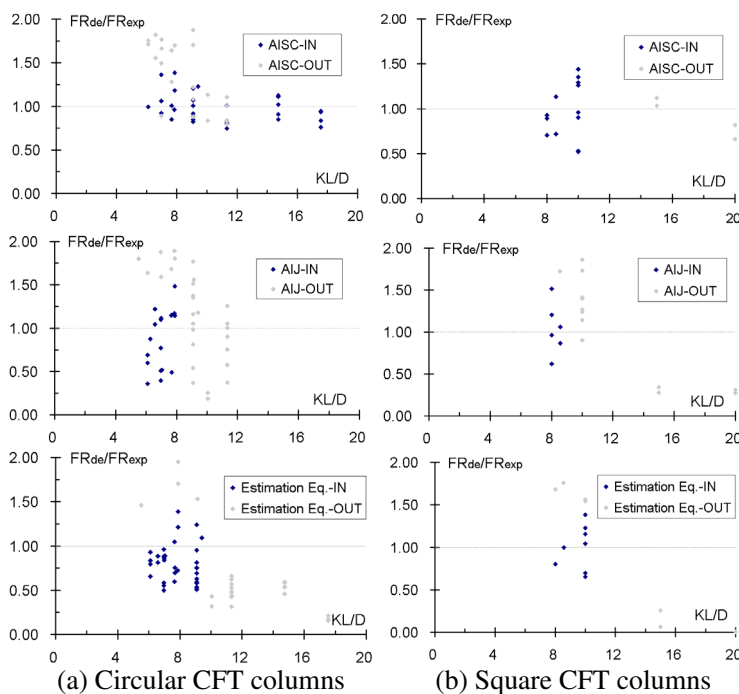 FRde/FRexp
2.00
1.50
1.00
0.50
0.00
AISC-IN
AISC-OUT
KL/D
0 4 8 12 16 20
FRde/FRexp
2.00
1.50
1.00
0.50
0.00
AISC-IN
AISC-OUT
KL/D
0 4 8 12 16 20
FRde/FRexp
2.00
1.50
1.00
0.50
0.00
AIJ-IN
AIJ-OUT
KL/D
0 4 8 12 16 20
FRde/FRexp
2.00
1.50
1.00
0.50
0.00
AIJ-IN
AIJ-OUT
KL/D
0 4 8 12 16 20
FRde/FRexp
2.00
1.50
1.00
0.50
0.00
Estimation Eq.-IN
Estimation Eq.-OUT
KL/D
0 4 8 12 16 20
(a) Circular CFT columns
FRde/FRexp
2.00
1.50
1.00
0.50
0.00
Estimation Eq.-IN
Estimation Eq.-OUT
KL/D
0 4 8 12 16 20
(b) Square CFT columns